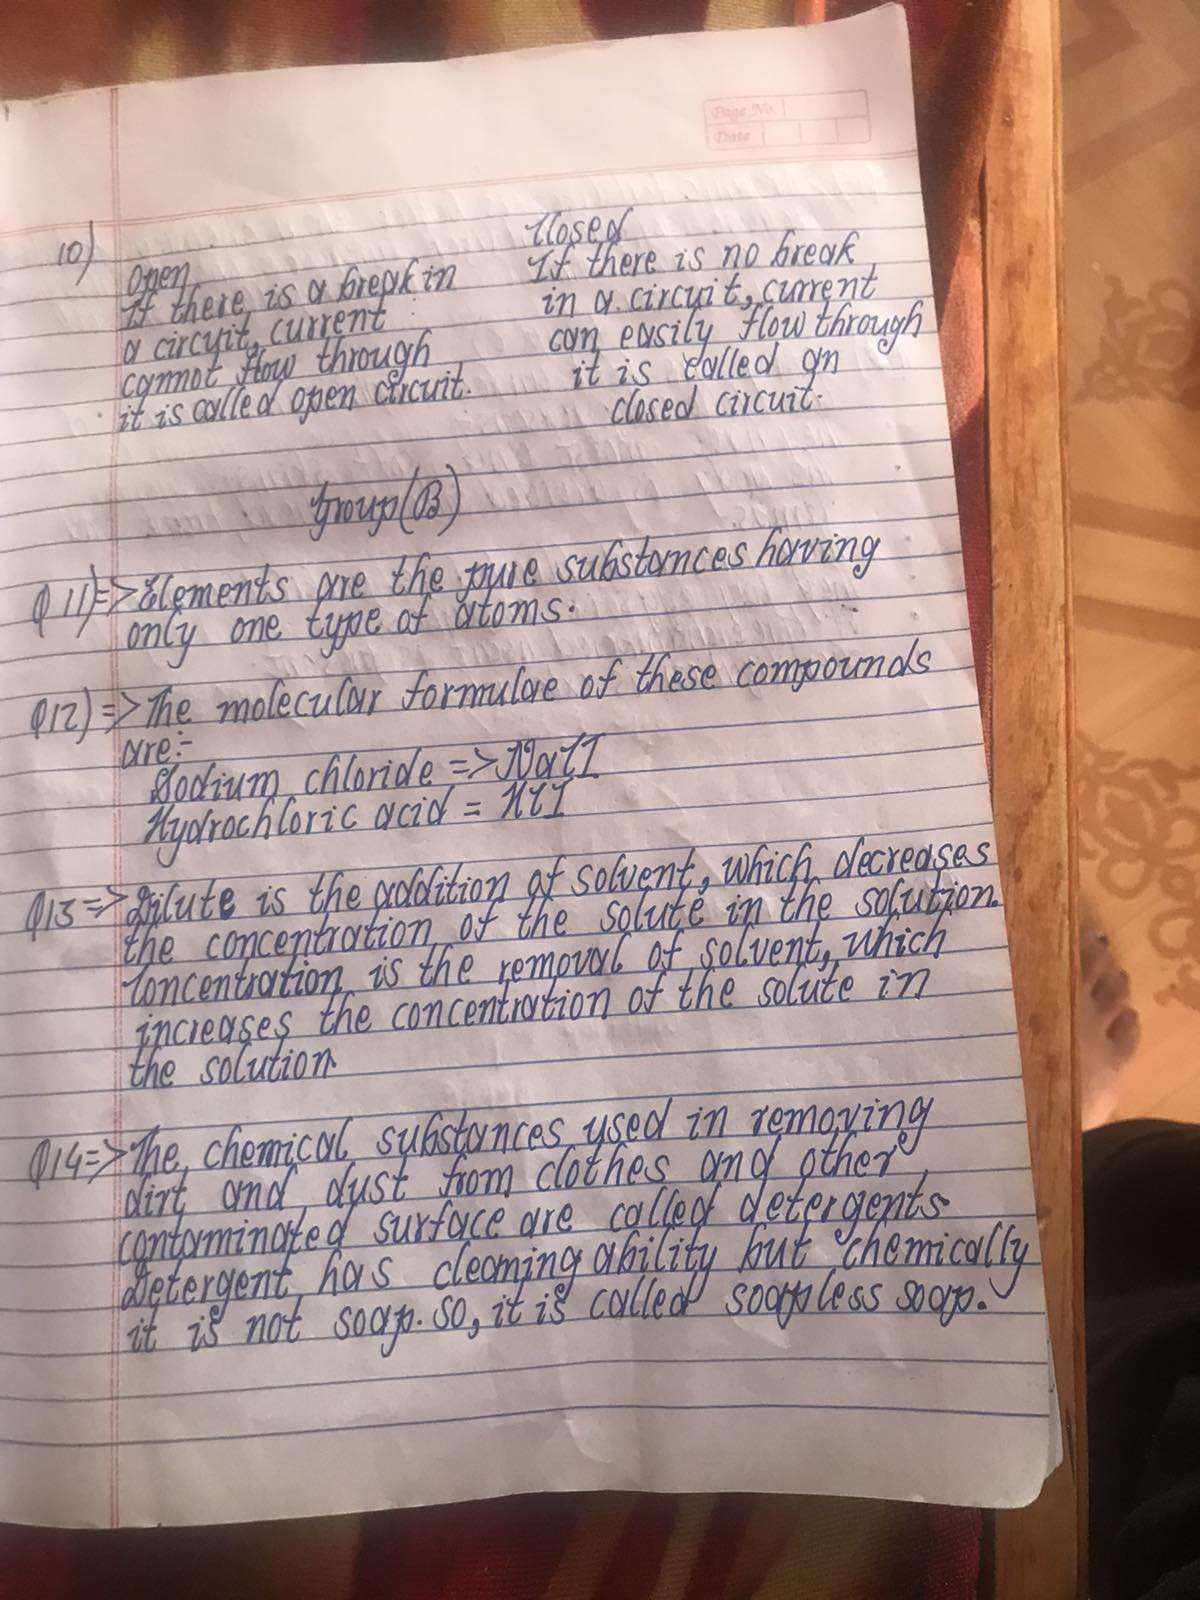 Page No.
Date
10)
Open
If there is a break in
a circuit, current
cannot flow through
it is called open circuit.
Closed
If there is no break
in a circuit, current
can easily flow through
it is called an
closed circuit.
Group (B)
Q 11) => Elements are the pure substances having
only one type of atoms.
Q12) => The molecular formulae of these compounds
are:-
Sodium chloride => NaCl
Hydrochloric acid = HCl
Q13 => Dilute is the addition of solvent, which decreases
the concentration of the solute in the solution.
Concentration is the removal of solvent, which
increases the concentration of the solute in
the solution.
Q14 => The chemical substances used in removing
dirt and dust from clothes and other
contaminated surface are called detergents.
Detergent has cleaning ability but chemically
it is not soap. so, it is called soapless soap.